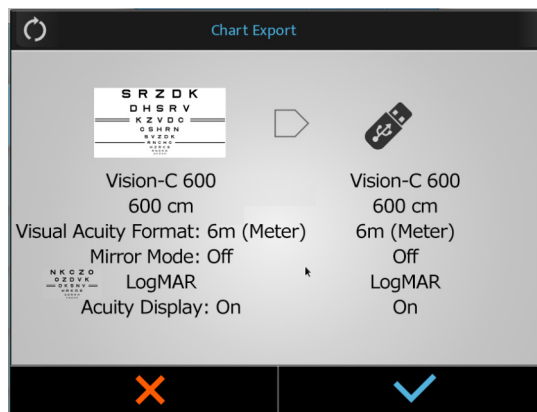 Chart Export
S R Z D K
D H S R V
K Z V D C
C S H R N
S V Z D K
R N C H O
Vision-C 600
600 cm
Visual Acuity Format: 6m (Meter)
Mirror Mode: Off
N K C Z O
O Z D V K
D K S N V
LogMAR
Acuity Display: On
Vision-C 600
600 cm
6m (Meter)
Off
LogMAR
On